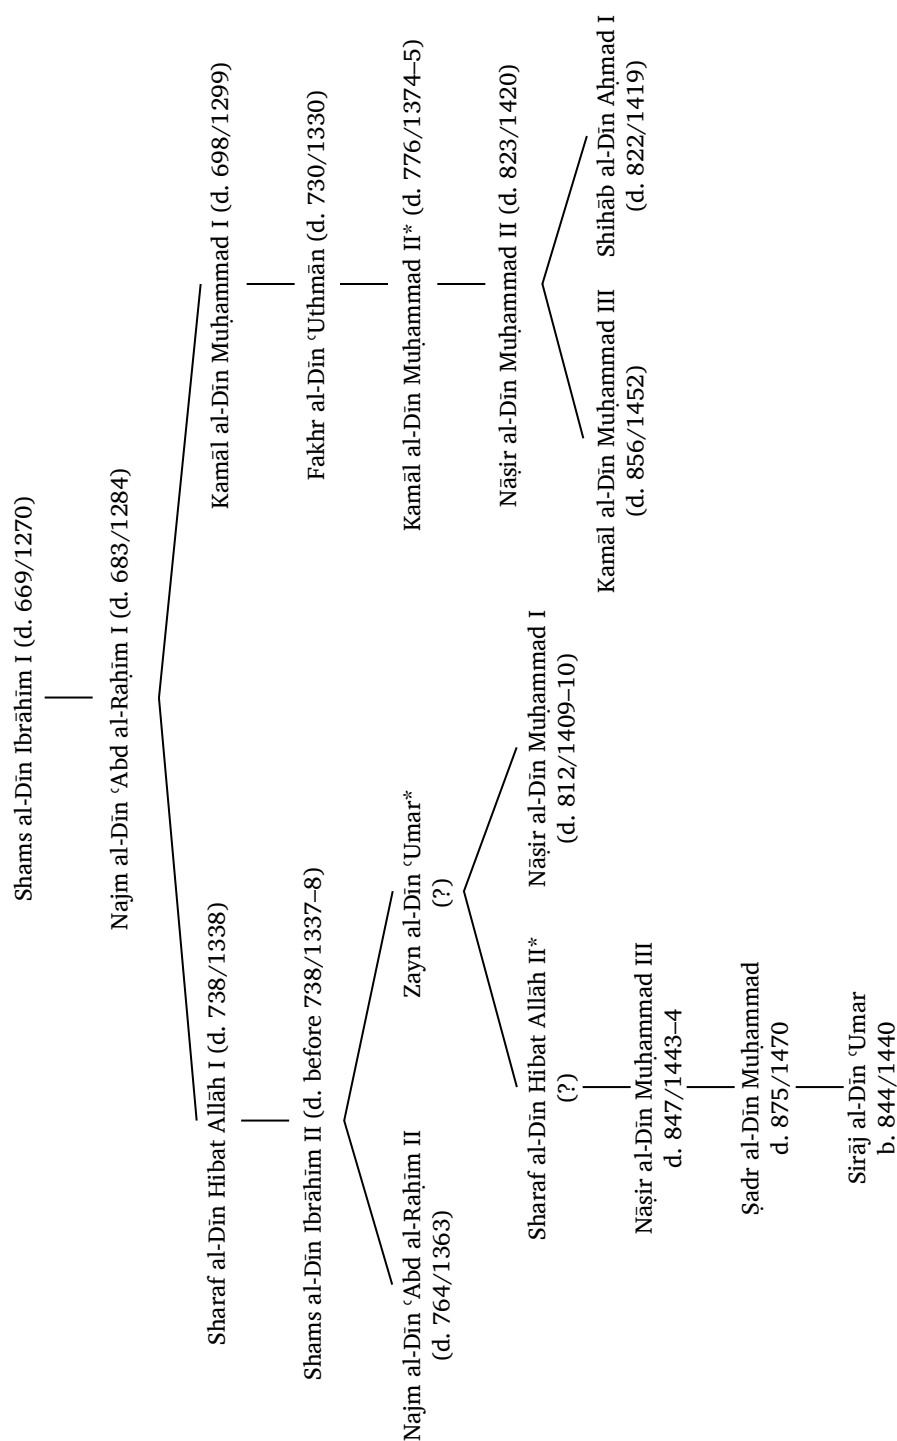 Shams al-Dīn Ibrāhīm I (d. 669/1270)
Najm al-Dīn ʿAbd al-Raḥīm I (d. 683/1284)
Sharaf al-Dīn Hibat Allāh I (d. 738/1338)
Kamāl al-Dīn Muḥammad I (d. 698/1299)
Shams al-Dīn Ibrāhīm II (d. before 738/1337–8)
Fakhr al-Dīn ʿUthmān (d. 730/1330)
Najm al-Dīn ʿAbd al-Raḥīm II
(d. 764/1363)
Zayn al-Dīn ʿUmar*
(?)
Kamāl al-Dīn Muḥammad II* (d. 776/1374–5)
Sharaf al-Dīn Hibat Allāh II*
(?)
Nāṣir al-Dīn Muḥammad I
(d. 812/1409–10)
Nāṣir al-Dīn Muḥammad II (d. 823/1420)
Nāṣir al-Dīn Muḥammad III
d. 847/1443–4
Kamāl al-Dīn Muḥammad III
(d. 856/1452)
Shihāb al-Dīn Aḥmad I
(d. 822/1419)
Ṣadr al-Dīn Muḥammad
d. 875/1470
Sirāj al-Dīn ʿUmar
b. 844/1440